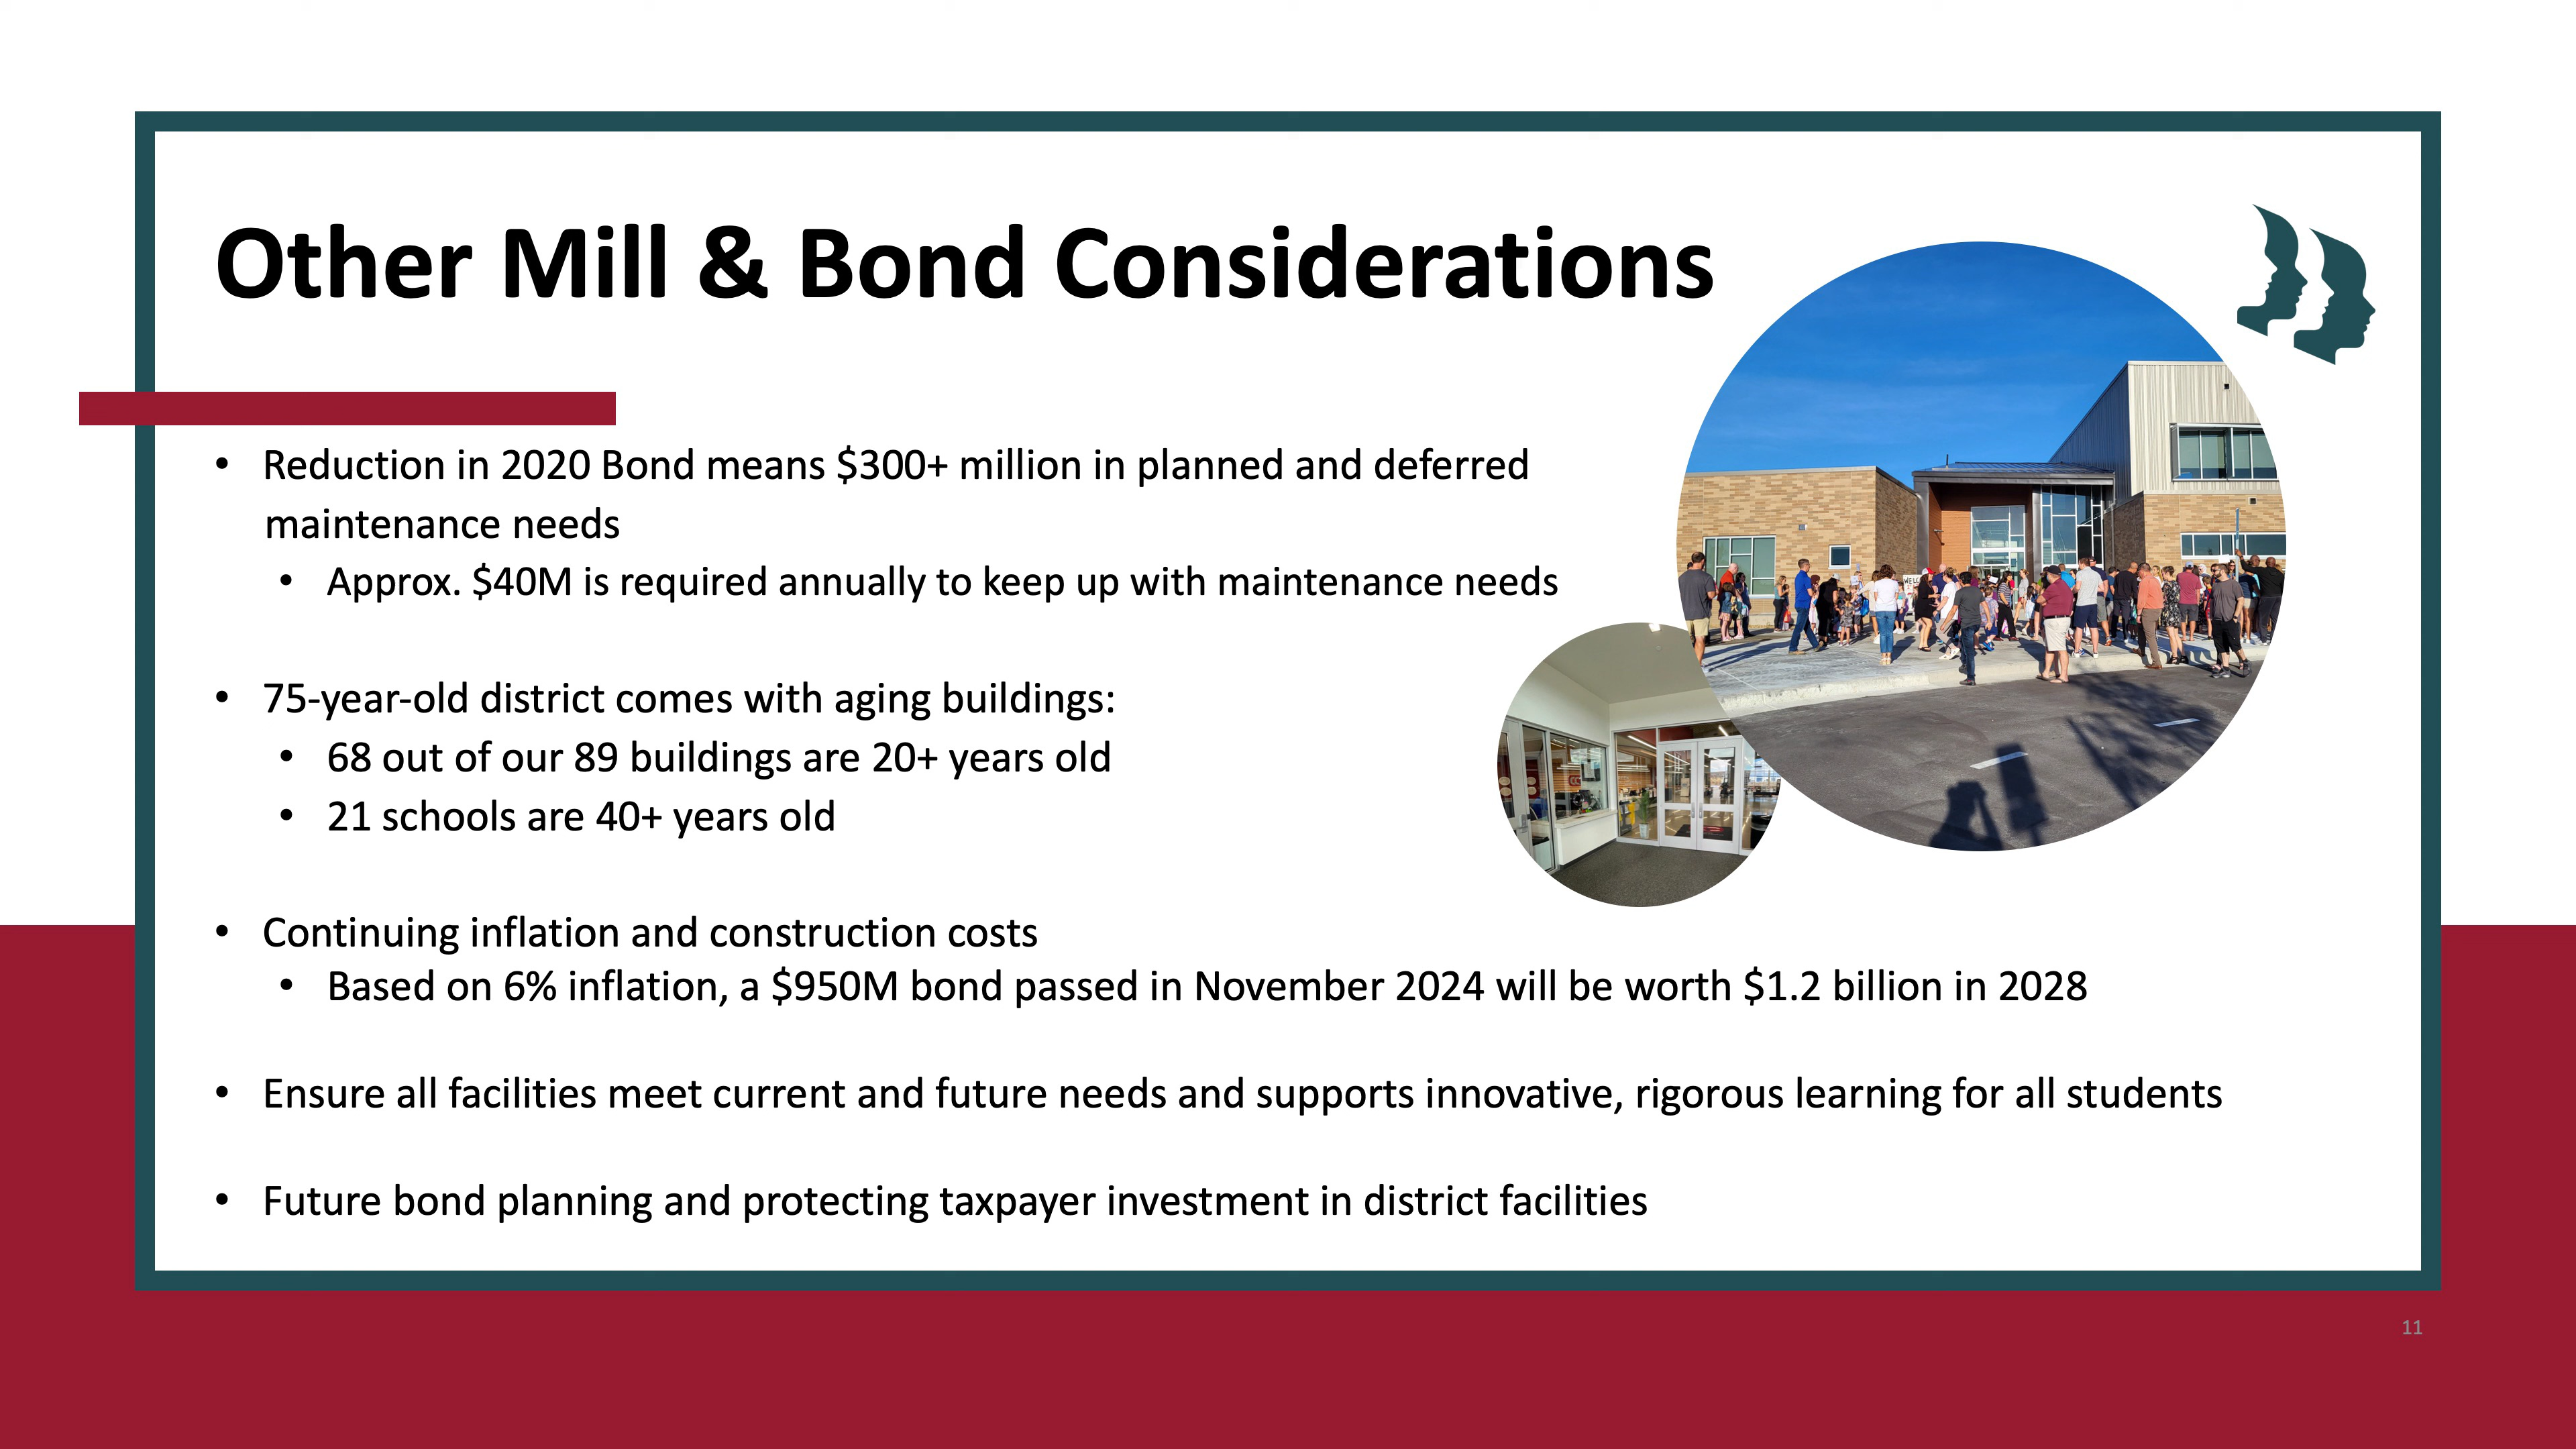 Other Mill & Bond Considerations
• Reduction in 2020 Bond means $300+ million in planned and deferred
maintenance needs
• Approx. $40M is required annually to keep up with maintenance needs
• 75-year-old district comes with aging buildings:
• 68 out of our 89 buildings are 20+ years old
• 21 schools are 40+ years old
• Continuing inflation and construction costs
• Based on 6% inflation, a $950M bond passed in November 2024 will be worth $1.2 billion in 2028
• Ensure all facilities meet current and future needs and supports innovative, rigorous learning for all students
• Future bond planning and protecting taxpayer investment in district facilities
11